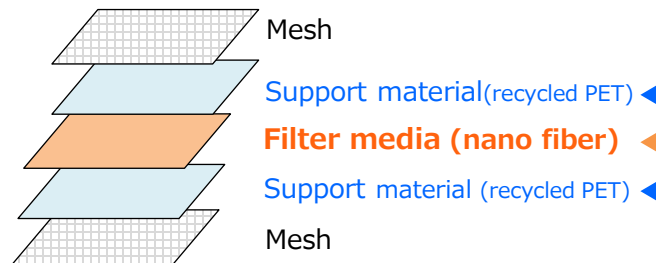 Mesh
Support material(recycled PET)
Filter media (nano fiber)
Support material (recycled PET)
Mesh